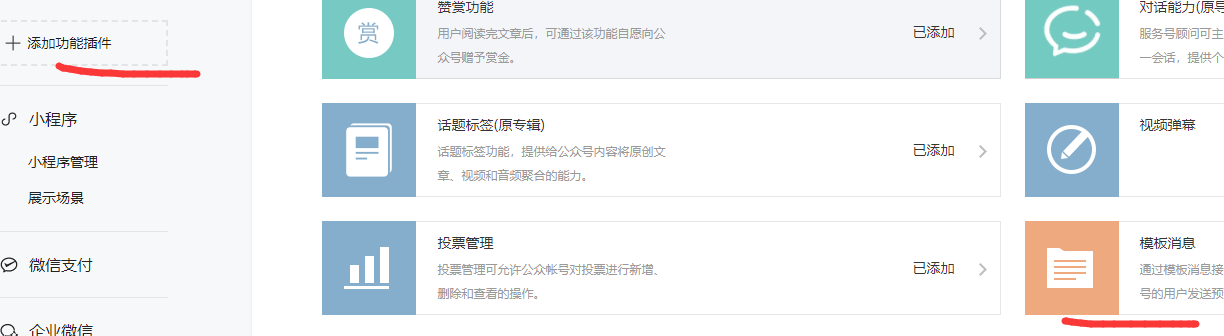 添加功能插件
小程序
小程序管理
展示场景
微信支付
企业微信
赏
赞赏功能
用户阅读完文章后，可通过该功能自愿向公
众号赠予赏金。
已添加
话题标签(原专辑)
话题标签功能，提供给公众号内容将原创文
章、视频和音频聚合的能力。
已添加
投票管理
投票管理可允许公众帐号对投票进行新增、
删除和查看的操作。
已添加
对话能力(原导
服务号顾问可主
一会话，提供个
视频弹幕
模板消息
通过模板消息接
号的用户发送预